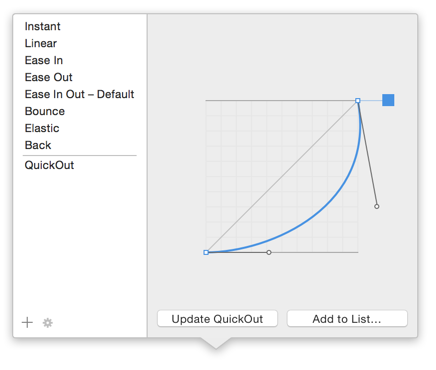 Instant
Linear
Ease In
Ease Out
Ease In Out – Default
Bounce
Elastic
Back
QuickOut
Update QuickOut
Add to List...